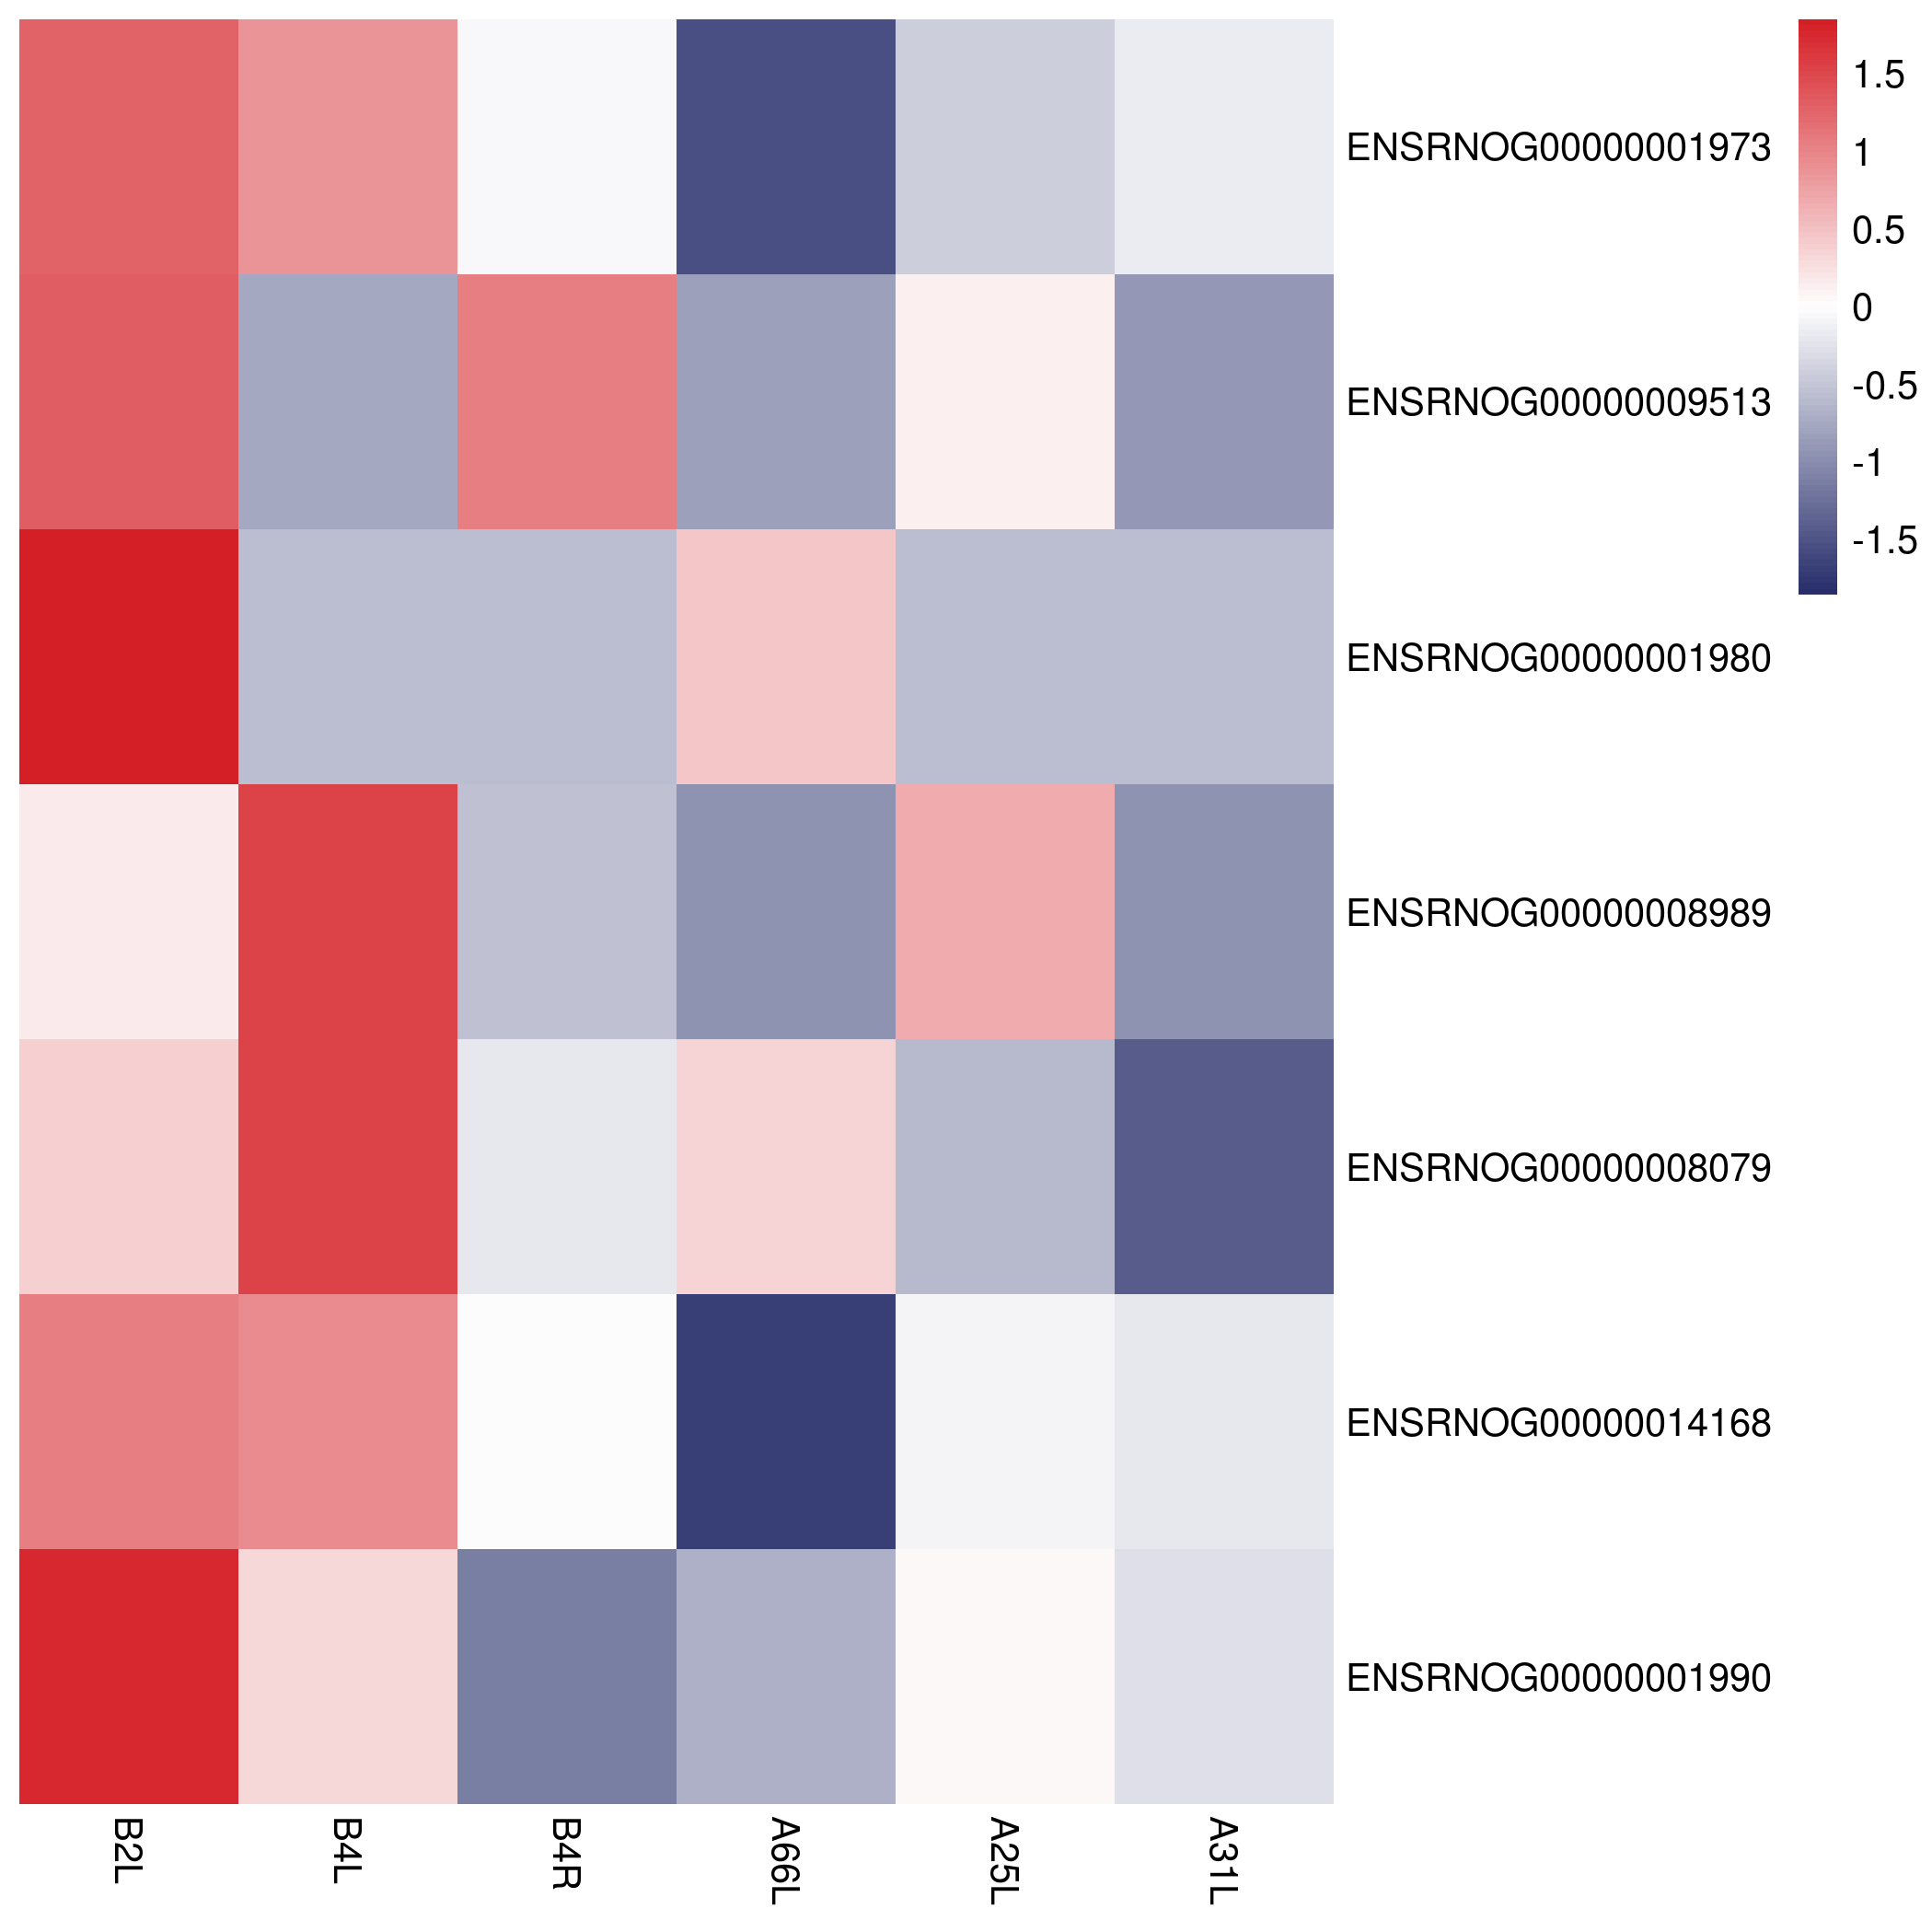 ENSRNOG00000001973
ENSRNOG00000009513
ENSRNOG00000001980
ENSRNOG00000008989
ENSRNOG00000008079
ENSRNOG00000014168
ENSRNOG00000001990
1.5
1
0.5
0
-0.5
-1
-1.5
B2L
B4L
B4R
A66L
A25L
A31L